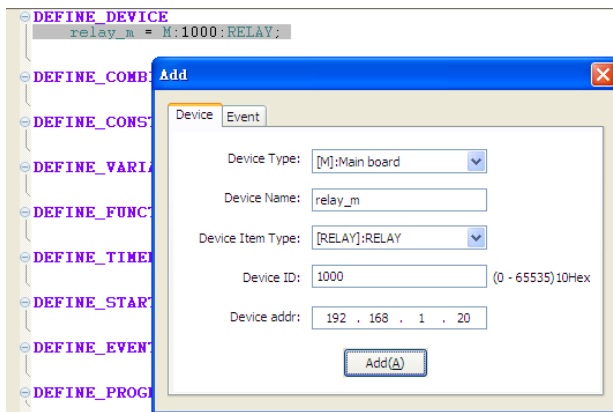 DEFINE_DEVICE
relay_m = M:1000:RELAY;
DEFINE_COMBI
DEFINE_CONST
DEFINE_VARIA
DEFINE_FUNCT
DEFINE_TIMER
DEFINE_START
DEFINE_EVENT
DEFINE_PROGR
Add
Device Event
Device Type: [M]:Main board
Device Name: relay_m
Device Item Type: [RELAY]:RELAY
Device ID: 1000 (0 - 65535)10Hex
Device addr: 192 . 168 . 1 . 20
Add(A)